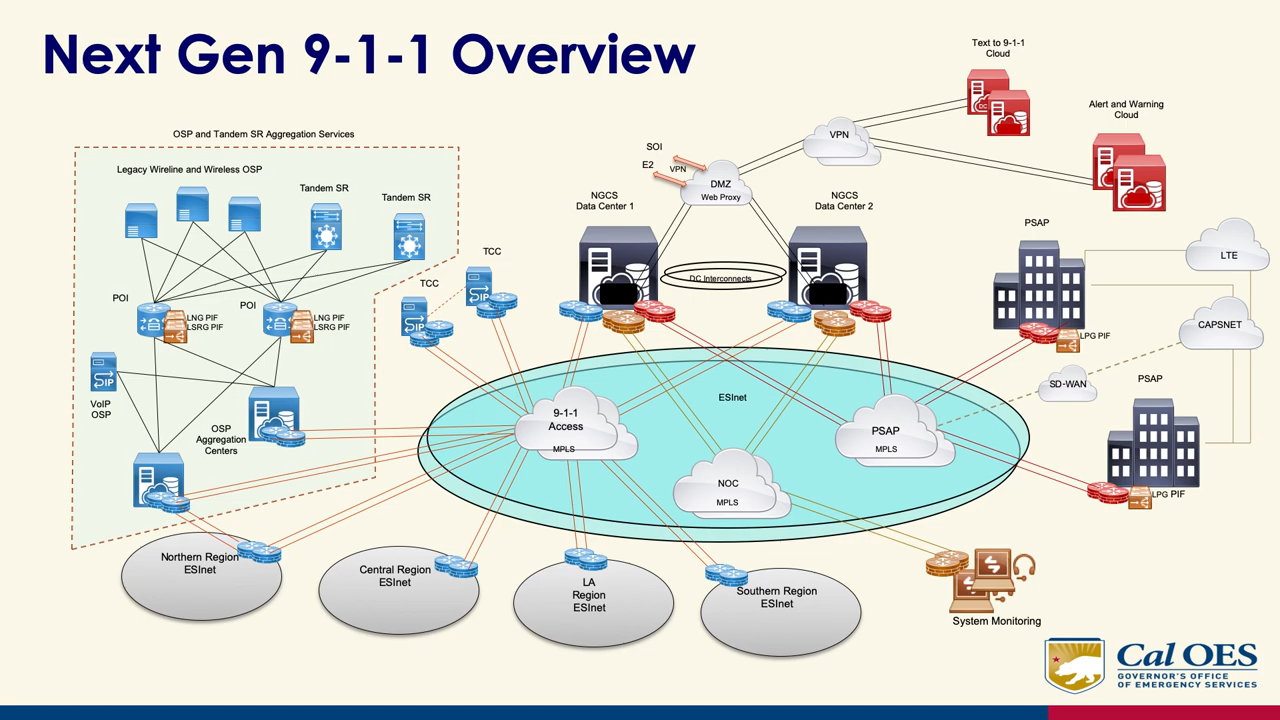 Next Gen 9-1-1 Overview
Text to 9-1-1
Cloud
Alert and Warning
Cloud
OSP and Tandem SR Aggregation Services
Legacy Wireline and Wireless OSP
Tandem SR
Tandem SR
POI
LNG PIF
LSRG PIF
POI
LNG PIF
LSRG PIF
SIP
VoIP
OSP
OSP
Aggregation
Centers
TCC
SIP
TCC
SIP
SOI
E2
VPN
DMZ
Web Proxy
VPN
NGCS
Data Center 1
NGCS
Data Center 2
DC Interconnects
PSAP
LPG PIF
LTE
CAPSNET
SD-WAN
PSAP
LPG PIF
ESInet
9-1-1
Access
MPLS
PSAP
MPLS
NOC
MPLS
Northern Region
ESInet
Central Region
ESInet
LA
Region
ESInet
Southern Region
ESInet
System Monitoring
Cal OES
GOVERNOR'S OFFICE
OF EMERGENCY SERVICES